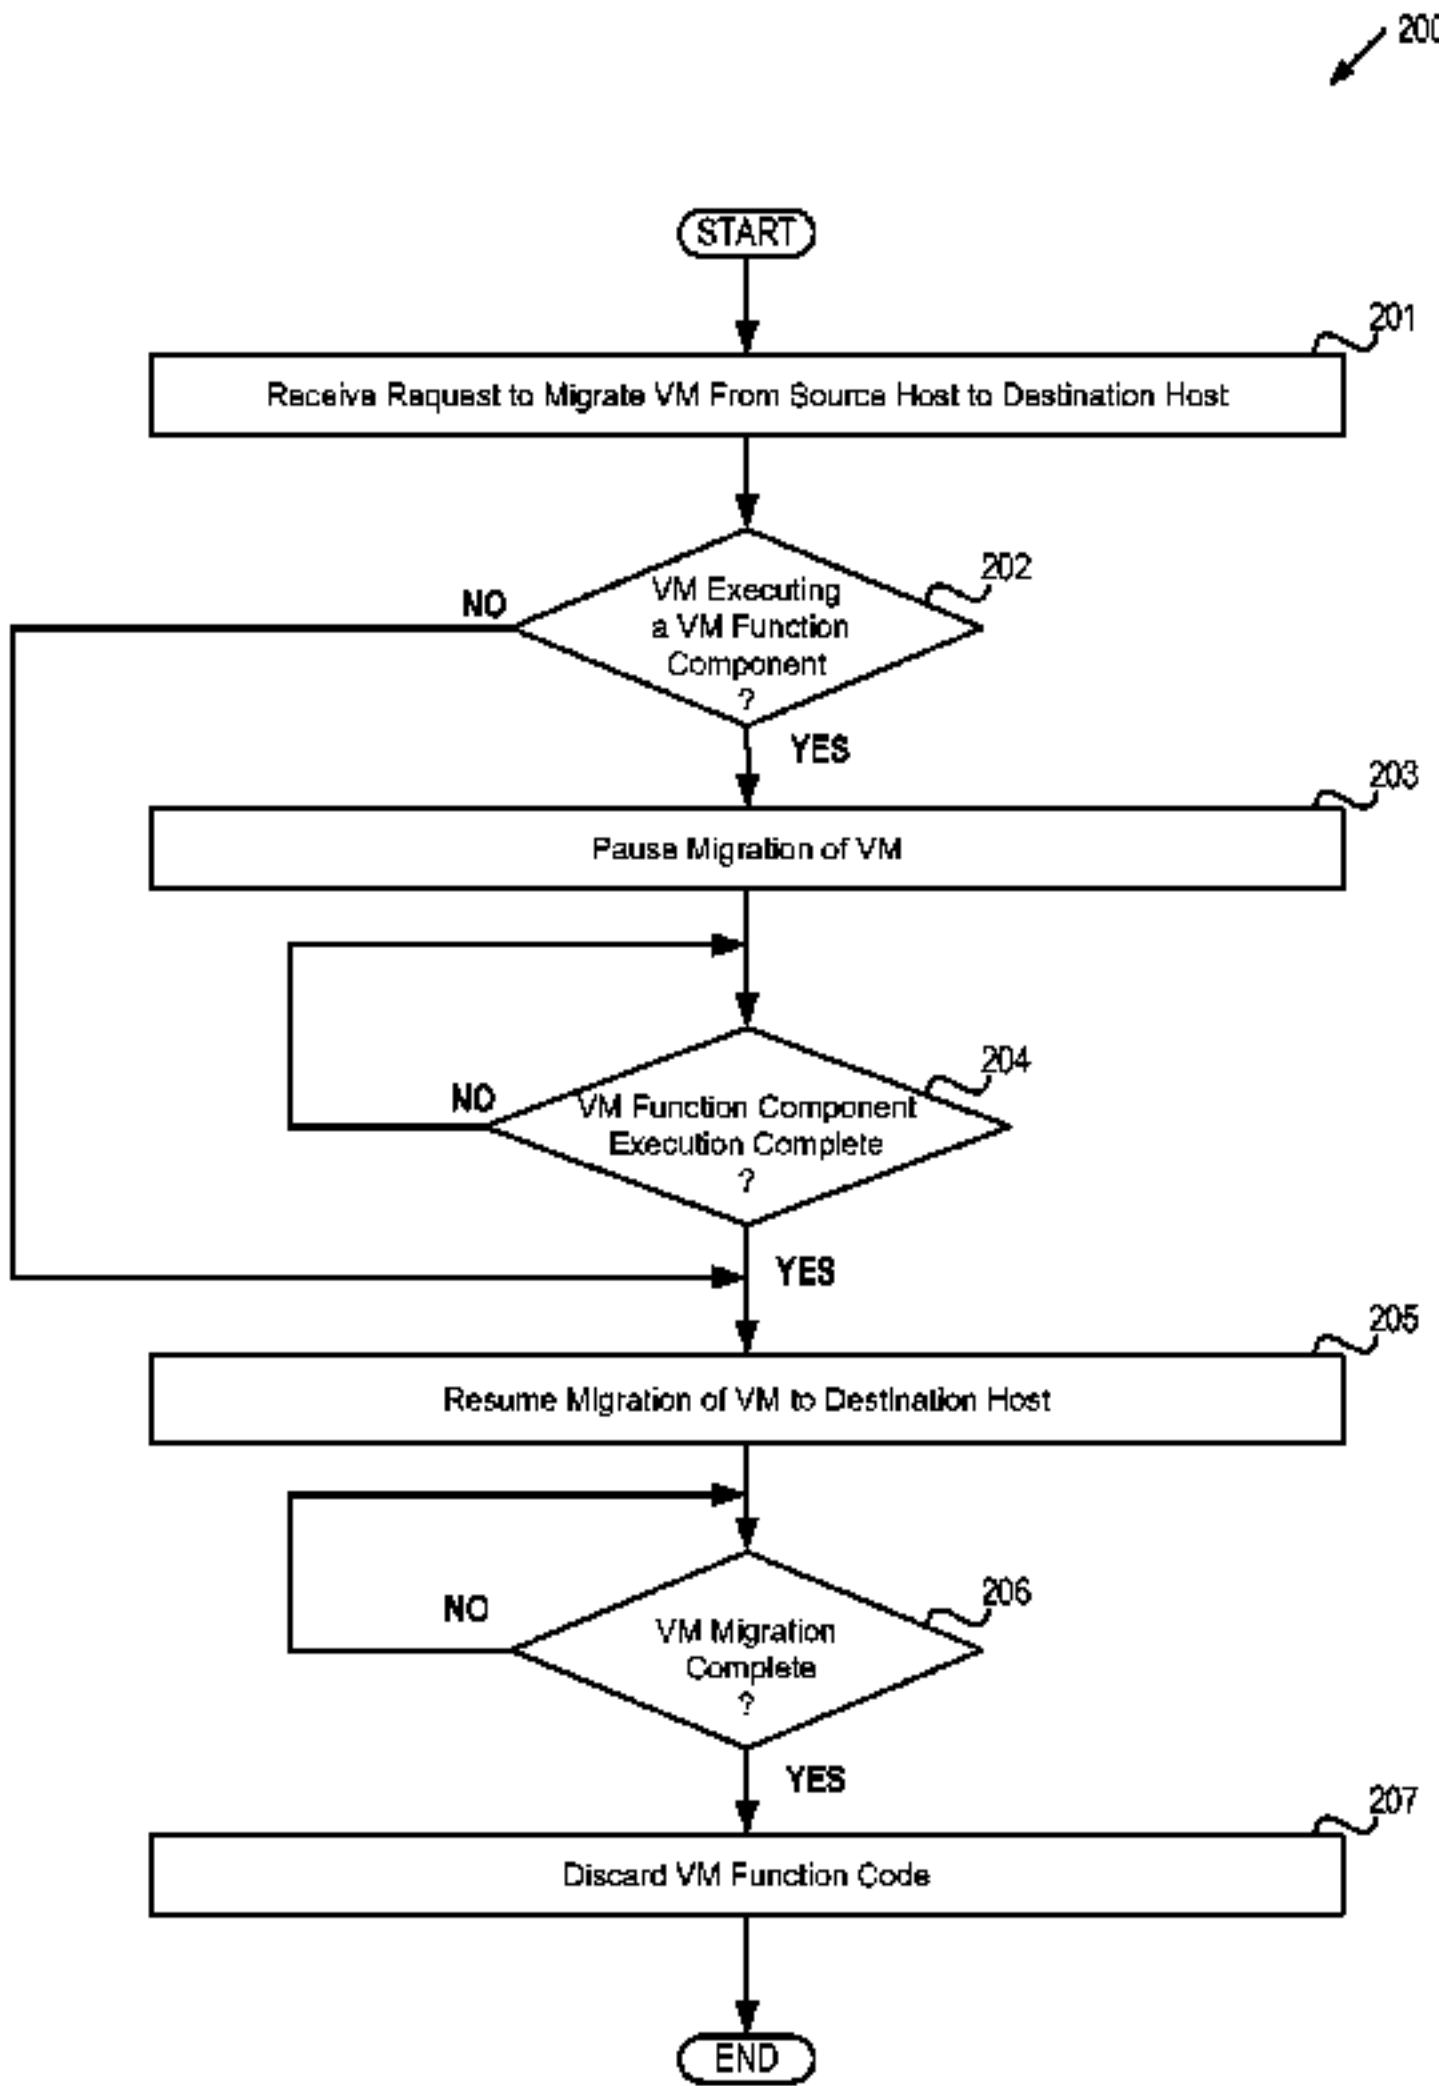 200
START
201
Receive Request to Migrate VM From Source Host to Destination Host
202
NO
VM Executing
a VM Function
Component
?
YES
203
Pause Migration of VM
204
NO
VM Function Component
Execution Complete
?
YES
205
Resume Migration of VM to Destination Host
206
NO
VM Migration
Complete
?
YES
207
Discard VM Function Code
END